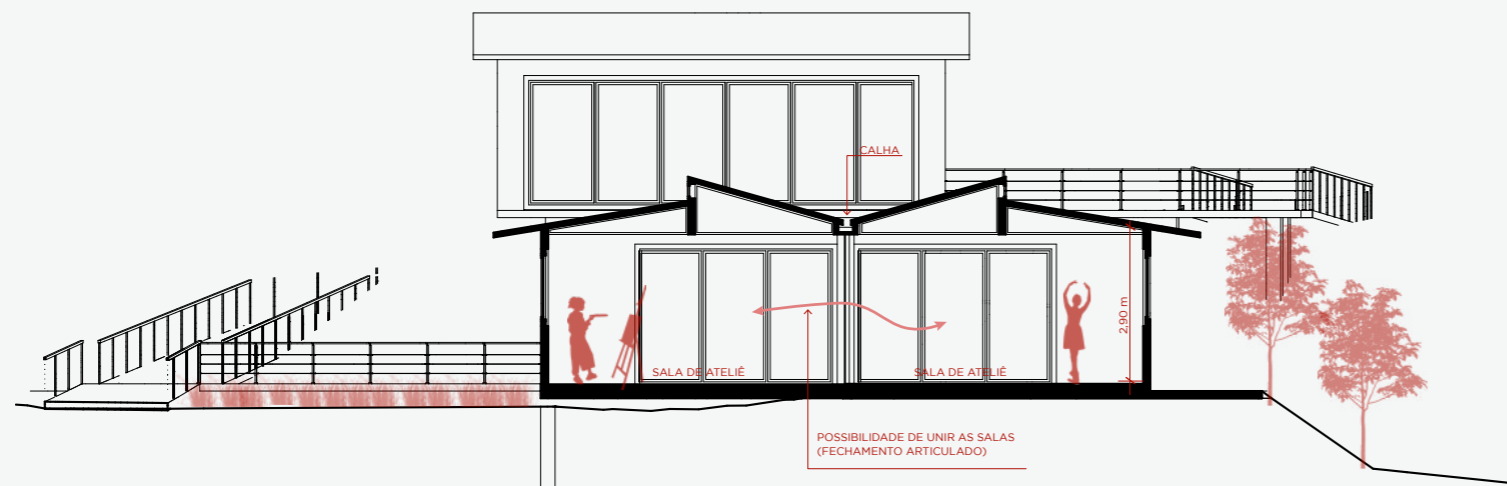 CALHA
2,90 m
SALA DE ATELIÊ
SALA DE ATELIÊ
POSSIBILIDADE DE UNIR AS SALAS
(FECHAMENTO ARTICULADO)